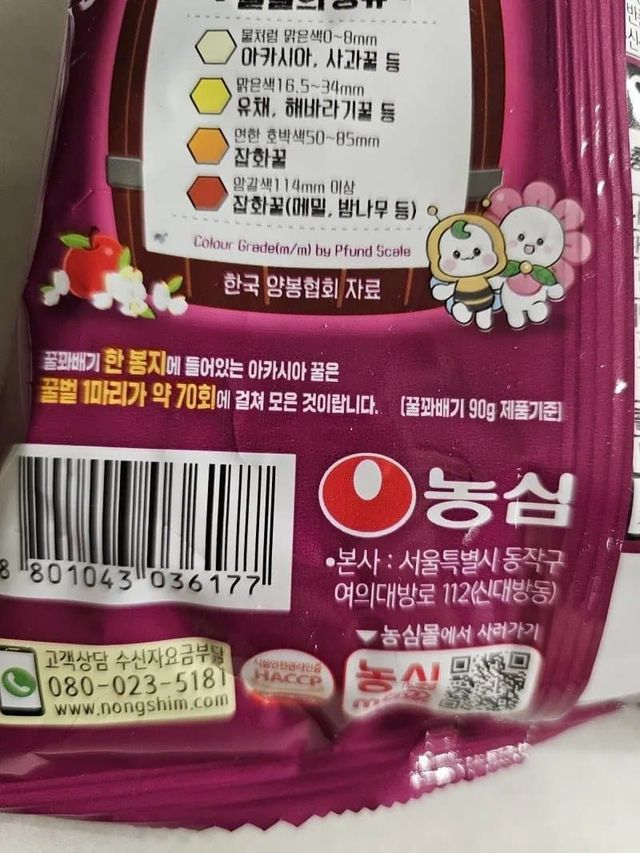 물처럼 맑은색0~8mm
아카시아, 사과꿀 등
맑은색16.5~34mm
유채, 해바라기꿀 등
연한 호박색50~85mm
잡화꿀
암갈색114mm 이상
잡화꿀(메밀, 밤나무 등)
Colour Grade(m/m) by Pfund Scale
한국 양봉협회 자료
꿀꽈배기 한 봉지에 들어있는 아카시아 꿀은
꿀벌 1마리가 약 70회에 걸쳐 모은 것이랍니다. [꿀꽈배기 90g 제품기준]
8 801043 036177
농심
•본사 : 서울특별시 동작구
여의대방로 112(신대방동)
▼농심몰에서 사러가기
농심
고객상담 수신자요금부담
080-023-5181
www.nongshim.com
HACCP